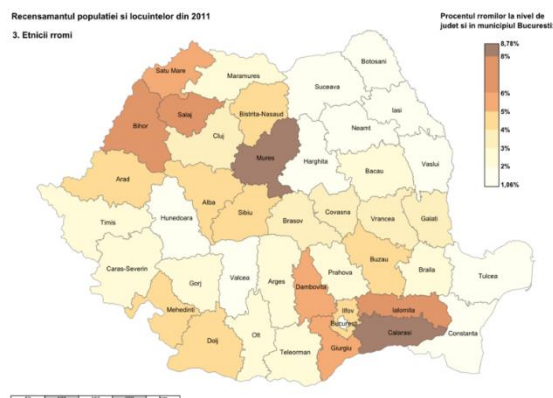 Recensamantul populatiei si locuintelor din 2011
3. Etnicii rromi
Procentul rromilor la nivel de
judet si in municipiul Bucuresti
8,78%
8%
6%
5%
4%
3%
2%
1,06%
Botosani
Satu Mare
Maramures
Suceava
Iasi
Salaj
Bistrita-Nasaud
Bihor
Neamt
Cluj
Mures
Harghita
Vaslui
Bacau
Arad
Alba
Sibiu
Brasov
Covasna
Vrancea
Galati
Timis
Hunedoara
Buzau
Caras-Severin
Gorj
Valcea
Arges
Prahova
Braila
Tulcea
Dambovita
Mehedinti
Ilfov
Ialomita
Bucuresti
Calarasi
Constanta
Dolj
Olt
Giurgiu
Teleorman